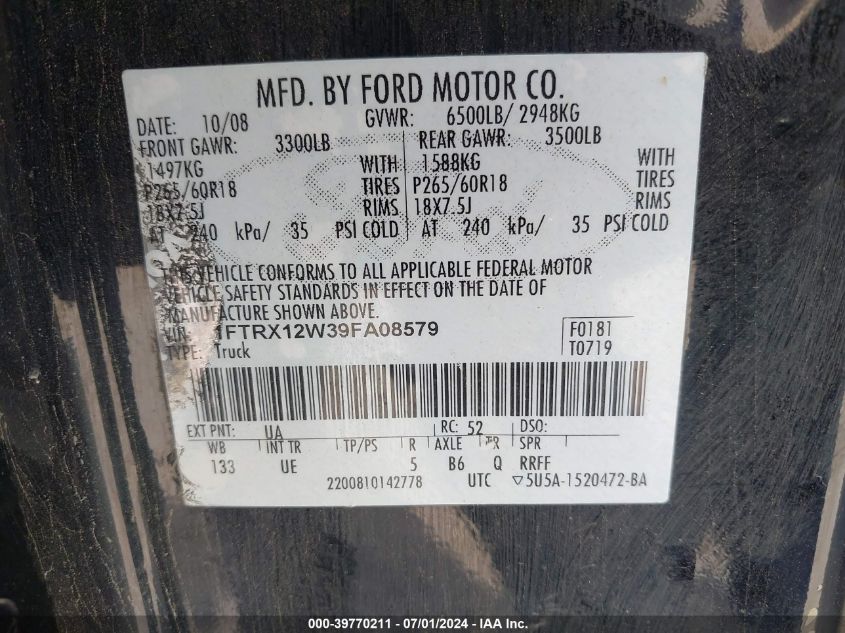 MFD. BY FORD MOTOR CO.
DATE: 10/08 GVWR: 6500LB/ 2948KG
FRONT GAWR: 3300LB REAR GAWR: 3500LB
1497KG WITH 1588KG WITH
P265/60R18 TIRES P265/60R18 TIRES
18X7.5J RIMS 18X7.5J RIMS
AT 240 kPa/ 35 PSI COLD AT 240 kPa/ 35 PSI COLD
THIS VEHICLE CONFORMS TO ALL APPLICABLE FEDERAL MOTOR
VEHICLE SAFETY STANDARDS IN EFFECT ON THE DATE OF
MANUFACTURE SHOWN ABOVE.
VIN: 1FTRX12W39FA08579 F0181
TYPE: Truck T0719
EXT PNT: UA RC: 52 DSO:
WB INT TR TP/PS R AXLE TR SPR
133 UE 5 B6 Q RRFF
2200810142778 UTC ▽5U5A-1520472-BA
000-39770211 - 07/01/2024 - IAA Inc.